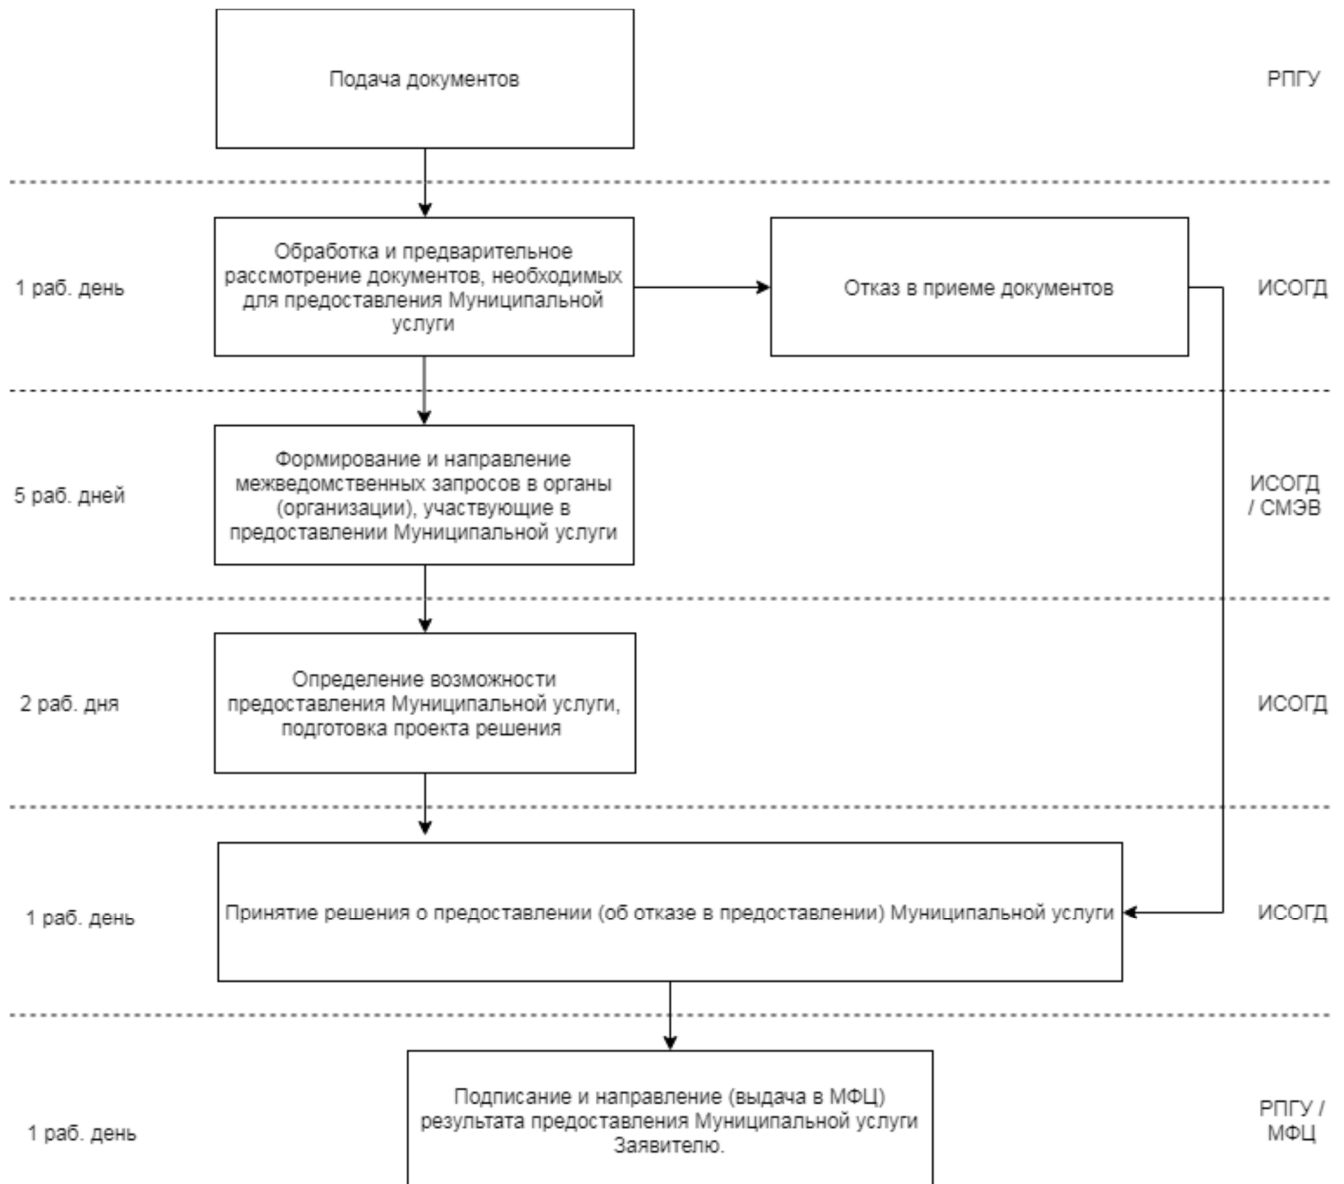 Подача документов
РПГУ
1 раб. день
Обработка и предварительное
рассмотрение документов, необходимых
для предоставления Муниципальной
услуги
Отказ в приеме документов
ИСОГД
5 раб. дней
Формирование и направление
межведомственных запросов в органы
(организации), участвующие в
предоставлении Муниципальной услуги
ИСОГД
/ СМЭВ
2 раб. дня
Определение возможности
предоставления Муниципальной услуги,
подготовка проекта решения
ИСОГД
1 раб. день
Принятие решения о предоставлении (об отказе в предоставлении) Муниципальной услуги
ИСОГД
1 раб. день
Подписание и направление (выдача в МФЦ)
результата предоставления Муниципальной услуги
Заявителю.
РПГУ /
МФЦ